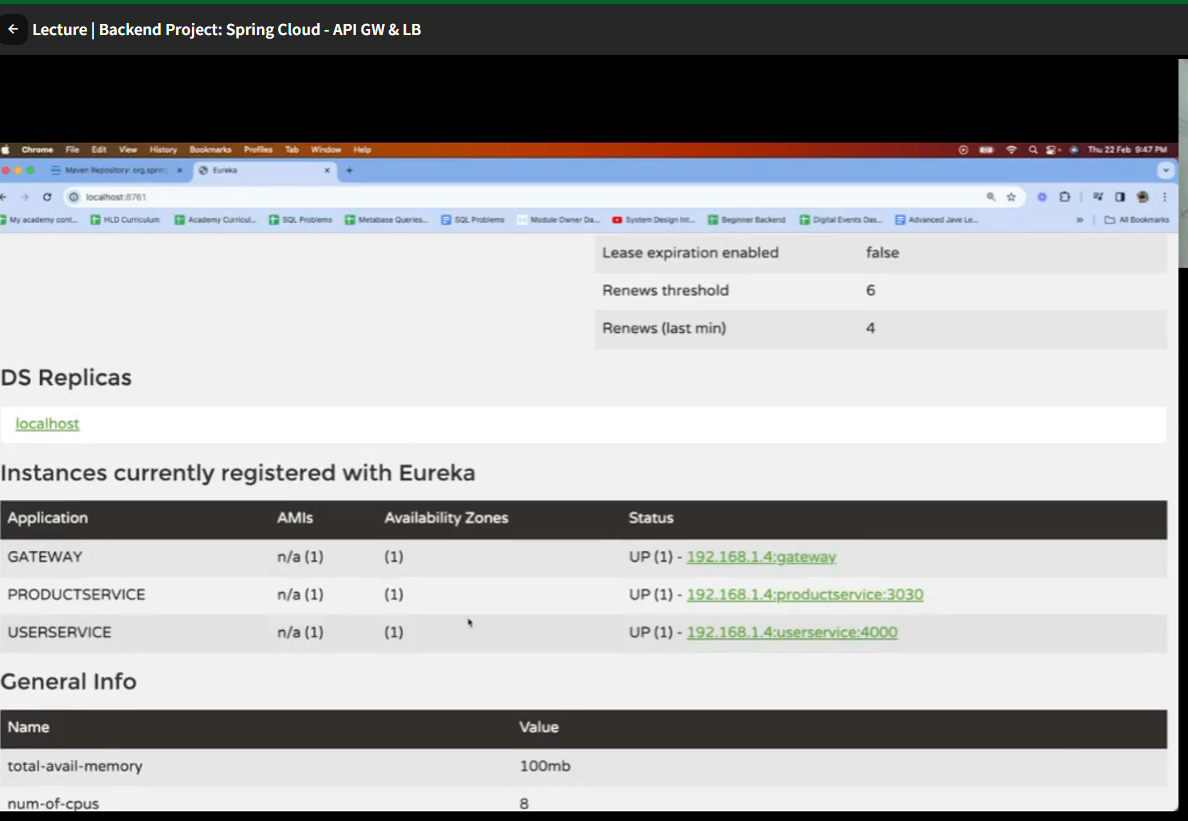 Lecture | Backend Project: Spring Cloud - API GW & LB
Chrome File Edit View History Bookmarks Profiles Tab Window Help Thu 22 Feb 9:47 PM
Maven Repository: org.spring Eureka
localhost:8761
My academy cont... HLD Curriculum Academy Curricul... SQL Problems Metabase Queries... SQL Problems Module Owner Da... System Design Int... Beginner Backend Digital Events Das... Advanced Jave Le... » All Bookmarks
Lease expiration enabled false
Renews threshold 6
Renews (last min) 4
DS Replicas
localhost
Instances currently registered with Eureka
Application AMIs Availability Zones Status
GATEWAY n/a (1) (1) UP (1) - 192.168.1.4:gateway
PRODUCTSERVICE n/a (1) (1) UP (1) - 192.168.1.4:productservice:3030
USERSERVICE n/a (1) (1) UP (1) - 192.168.1.4:userservice:4000
General Info
Name Value
total-avail-memory 100mb
num-of-cpus 8